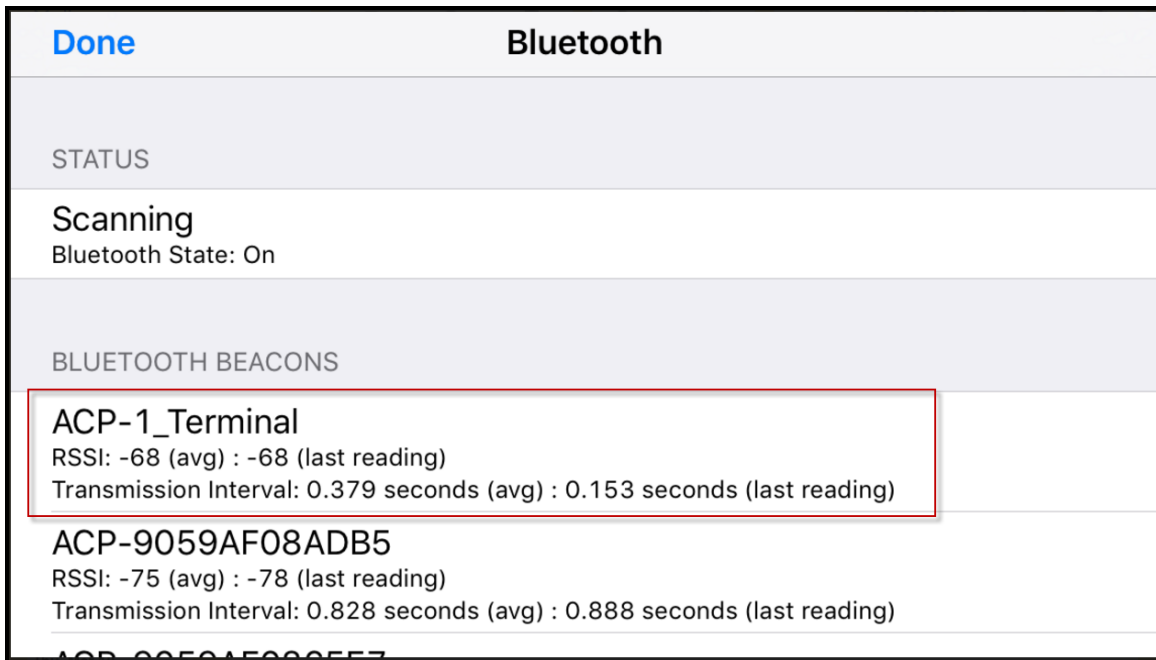 Done
Bluetooth
STATUS
Scanning
Bluetooth State: On
BLUETOOTH BEACONS
ACP-1_Terminal
RSSI: -68 (avg) : -68 (last reading)
Transmission Interval: 0.379 seconds (avg) : 0.153 seconds (last reading)
ACP-9059AF08ADB5
RSSI: -75 (avg) : -78 (last reading)
Transmission Interval: 0.828 seconds (avg) : 0.888 seconds (last reading)